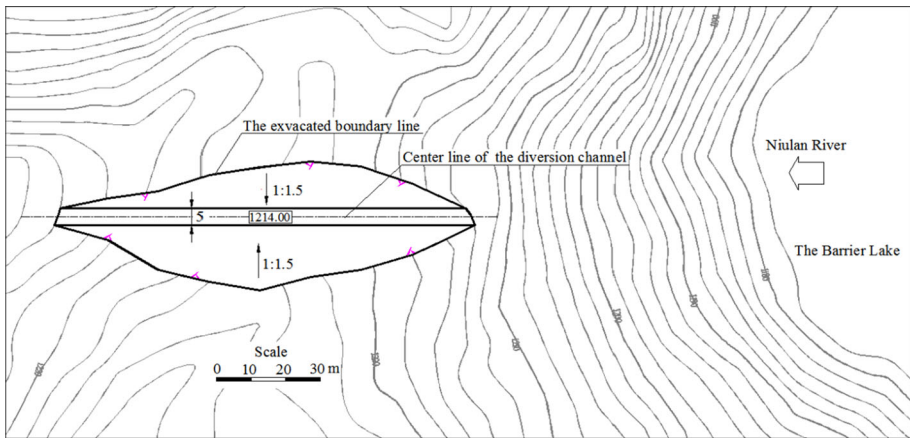 The exvacated boundary line
Center line of the diversion channel
Niulan River
1:1.5
5
1214.00
The Barrier Lake
1:1.5
Scale
0 10 20 30 m